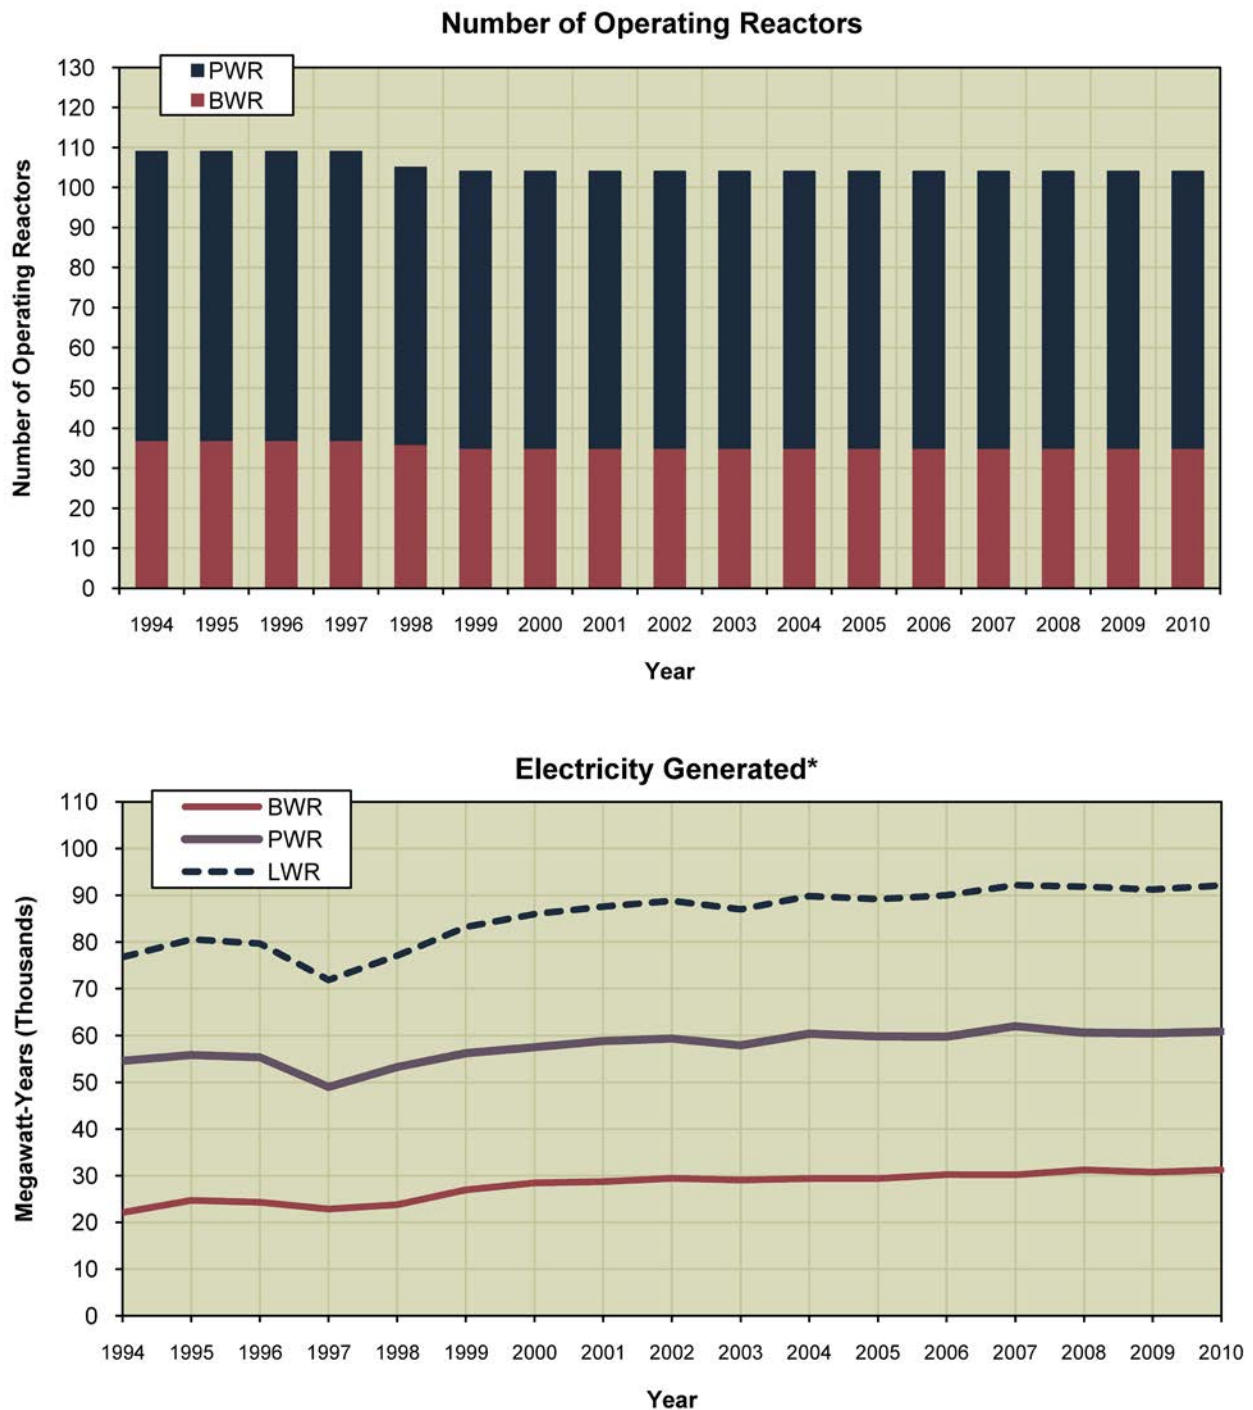 Number of Operating Reactors
PWR
BWR
Number of Operating Reactors
130
120
110
100
90
80
70
60
50
40
30
20
10
0
1994 1995 1996 1997 1998 1999 2000 2001 2002 2003 2004 2005 2006 2007 2008 2009 2010
Year
Electricity Generated*
BWR
PWR
LWR
Megawatt-Years (Thousands)
110
100
90
80
70
60
50
40
30
20
10
0
1994 1995 1996 1997 1998 1999 2000 2001 2002 2003 2004 2005 2006 2007 2008 2009 2010
Year